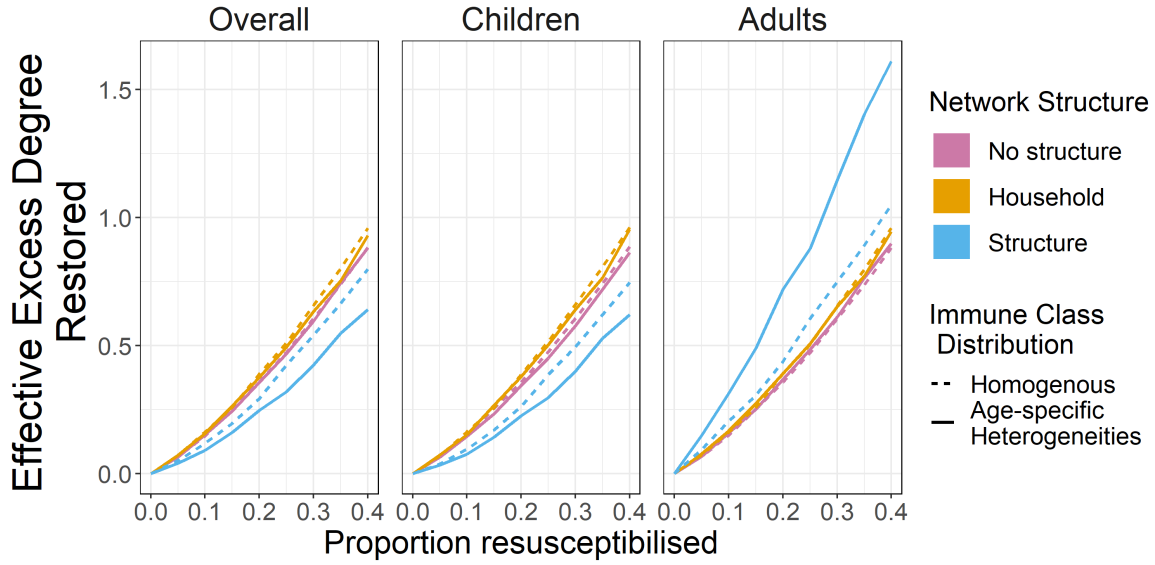 Overall
Children
Adults
Effective Excess Degree
Restored
1.5
1.0
0.5
0.0
0.0 0.1 0.2 0.3 0.4
0.0 0.1 0.2 0.3 0.4
0.0 0.1 0.2 0.3 0.4
Proportion resusceptibilised
Network Structure
No structure
Household
Structure
Immune Class
Distribution
Homogenous
Age-specific
Heterogeneities